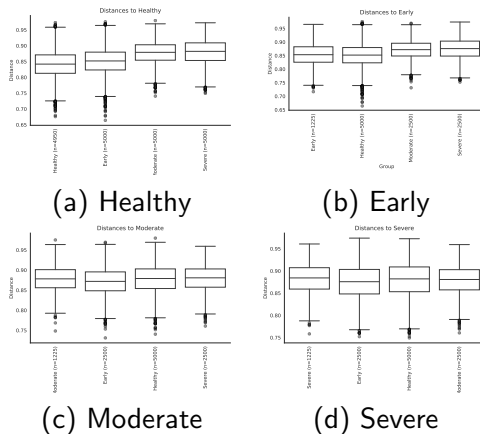 Distances to Healthy
Distance
0.95
0.90
0.85
0.80
0.75
0.70
0.65
Healthy (n=4950)
Early (n=5000)
Moderate (n=5000)
Severe (n=5000)
(a) Healthy
Distances to Early
Distance
0.95
0.90
0.85
0.80
0.75
0.70
0.65
Early (n=1225)
Healthy (n=5000)
Moderate (n=2500)
Severe (n=2500)
Group
(b) Early
Distances to Moderate
Distance
0.95
0.90
0.85
0.80
0.75
Moderate (n=1225)
Early (n=2500)
Healthy (n=5000)
Severe (n=2500)
(c) Moderate
Distances to Severe
Distance
0.95
0.90
0.85
0.80
0.75
Severe (n=1225)
Early (n=2500)
Healthy (n=5000)
Moderate (n=2500)
(d) Severe